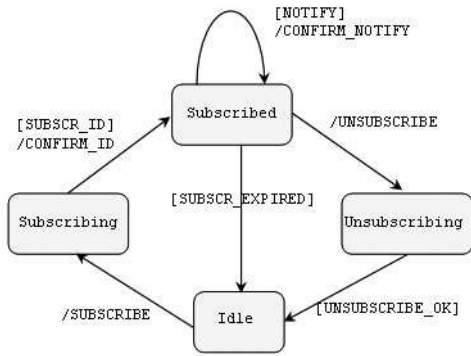 [NOTIFY]
/CONFIRM_NOTIFY
Subscribed
[SUBSCR_ID]
/CONFIRM_ID
/UNSUBSCRIBE
[SUBSCR_EXPIRED]
Subscribing
Unsubscribing
/SUBSCRIBE
Idle
[UNSUBSCRIBE_OK]